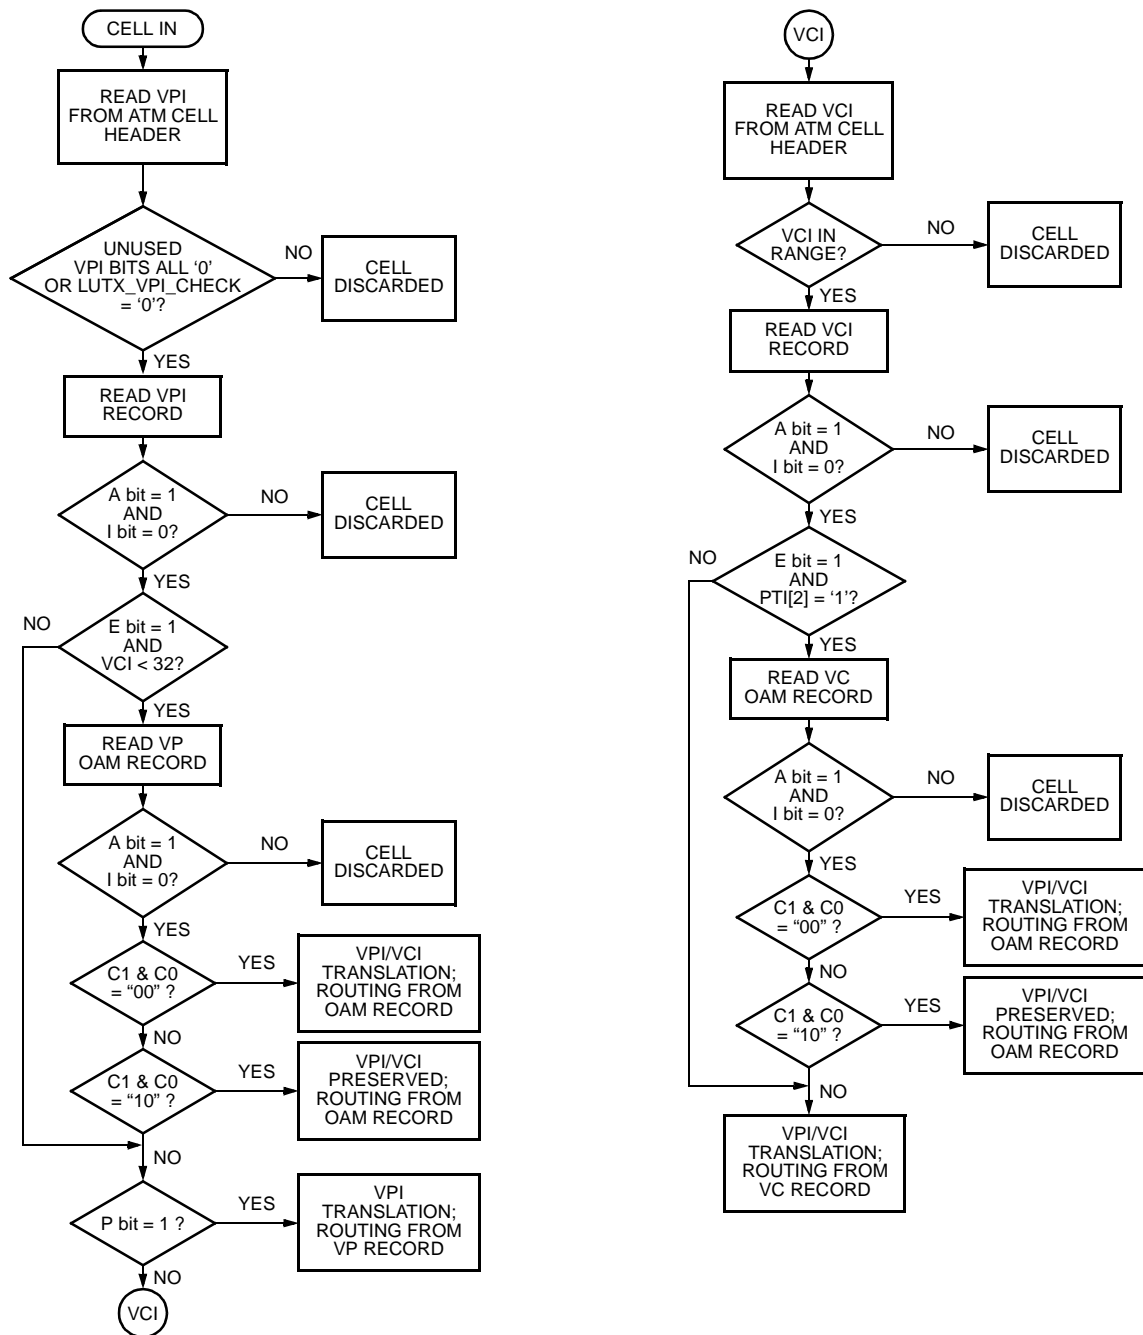 CELL IN
READ VPI
FROM ATM CELL
HEADER
UNUSED
VPI BITS ALL ‘0’
OR LUTX_VPI_CHECK
= ‘0’?
NO
CELL
DISCARDED
YES
READ VPI
RECORD
A bit = 1
AND
I bit = 0?
NO
CELL
DISCARDED
YES
NO
E bit = 1
AND
VCI < 32?
YES
READ VP
OAM RECORD
A bit = 1
AND
I bit = 0?
NO
CELL
DISCARDED
YES
C1 & C0
= “00” ?
YES
VPI/VCI
TRANSLATION;
ROUTING FROM
OAM RECORD
NO
C1 & C0
= “10” ?
YES
VPI/VCI
PRESERVED;
ROUTING FROM
OAM RECORD
NO
P bit = 1 ?
YES
VPI
TRANSLATION;
ROUTING FROM
VP RECORD
NO
VCI
VCI
READ VCI
FROM ATM CELL
HEADER
VCI IN
RANGE?
NO
CELL
DISCARDED
YES
READ VCI
RECORD
A bit = 1
AND
I bit = 0?
NO
CELL
DISCARDED
YES
NO
E bit = 1
AND
PTI[2] = ‘1’?
YES
READ VC
OAM RECORD
A bit = 1
AND
I bit = 0?
NO
CELL
DISCARDED
YES
C1 & C0
= “00” ?
YES
VPI/VCI
TRANSLATION;
ROUTING FROM
OAM RECORD
NO
C1 & C0
= “10” ?
YES
VPI/VCI
PRESERVED;
ROUTING FROM
OAM RECORD
NO
VPI/VCI
TRANSLATION;
ROUTING FROM
VC RECORD